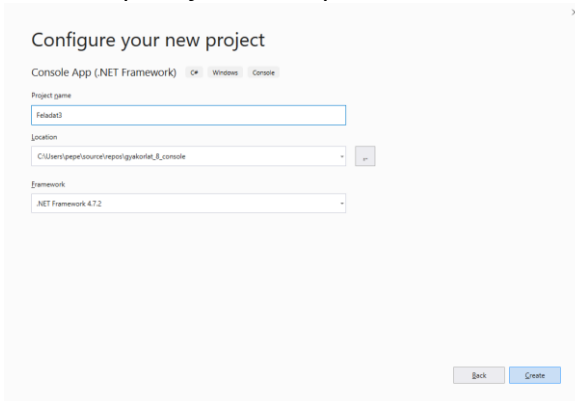 Configure your new project
Console App (.NET Framework) C# Windows Console
Project name
Feladat3
Location
C:\Users\pepe\source\repos\gyakorlat_8_console
...
Framework
.NET Framework 4.7.2
Back Create